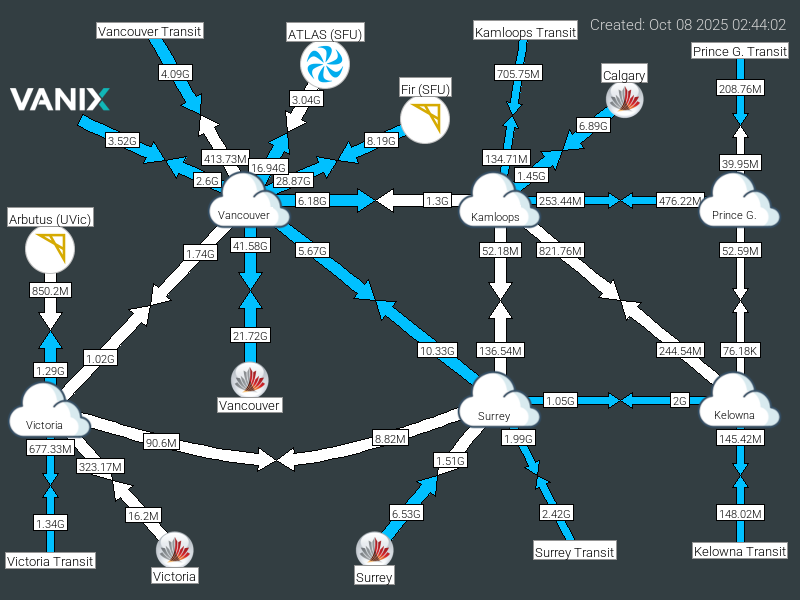 Created: Oct 08 2025 02:44:02
Vancouver Transit
ATLAS (SFU)
Kamloops Transit
Prince G. Transit
4.09G
705.75M
Calgary
Fir (SFU)
208.76M
VANIX
3.04G
6.89G
3.52G
8.19G
413.73M
134.71M
39.95M
16.94G
1.45G
2.6G
28.87G
6.18G
1.3G
253.44M
476.22M
Vancouver
Kamloops
Prince G.
Arbutus (UVic)
41.58G
5.67G
52.18M
821.76M
52.59M
1.74G
850.2M
21.72G
1.02G
10.33G
136.54M
244.54M
76.18K
1.29G
Vancouver
1.05G
2G
Victoria
Surrey
Kelowna
677.33M
90.6M
8.82M
1.99G
145.42M
323.17M
1.51G
1.34G
16.2M
6.53G
2.42G
148.02M
Victoria Transit
Victoria
Surrey
Surrey Transit
Kelowna Transit